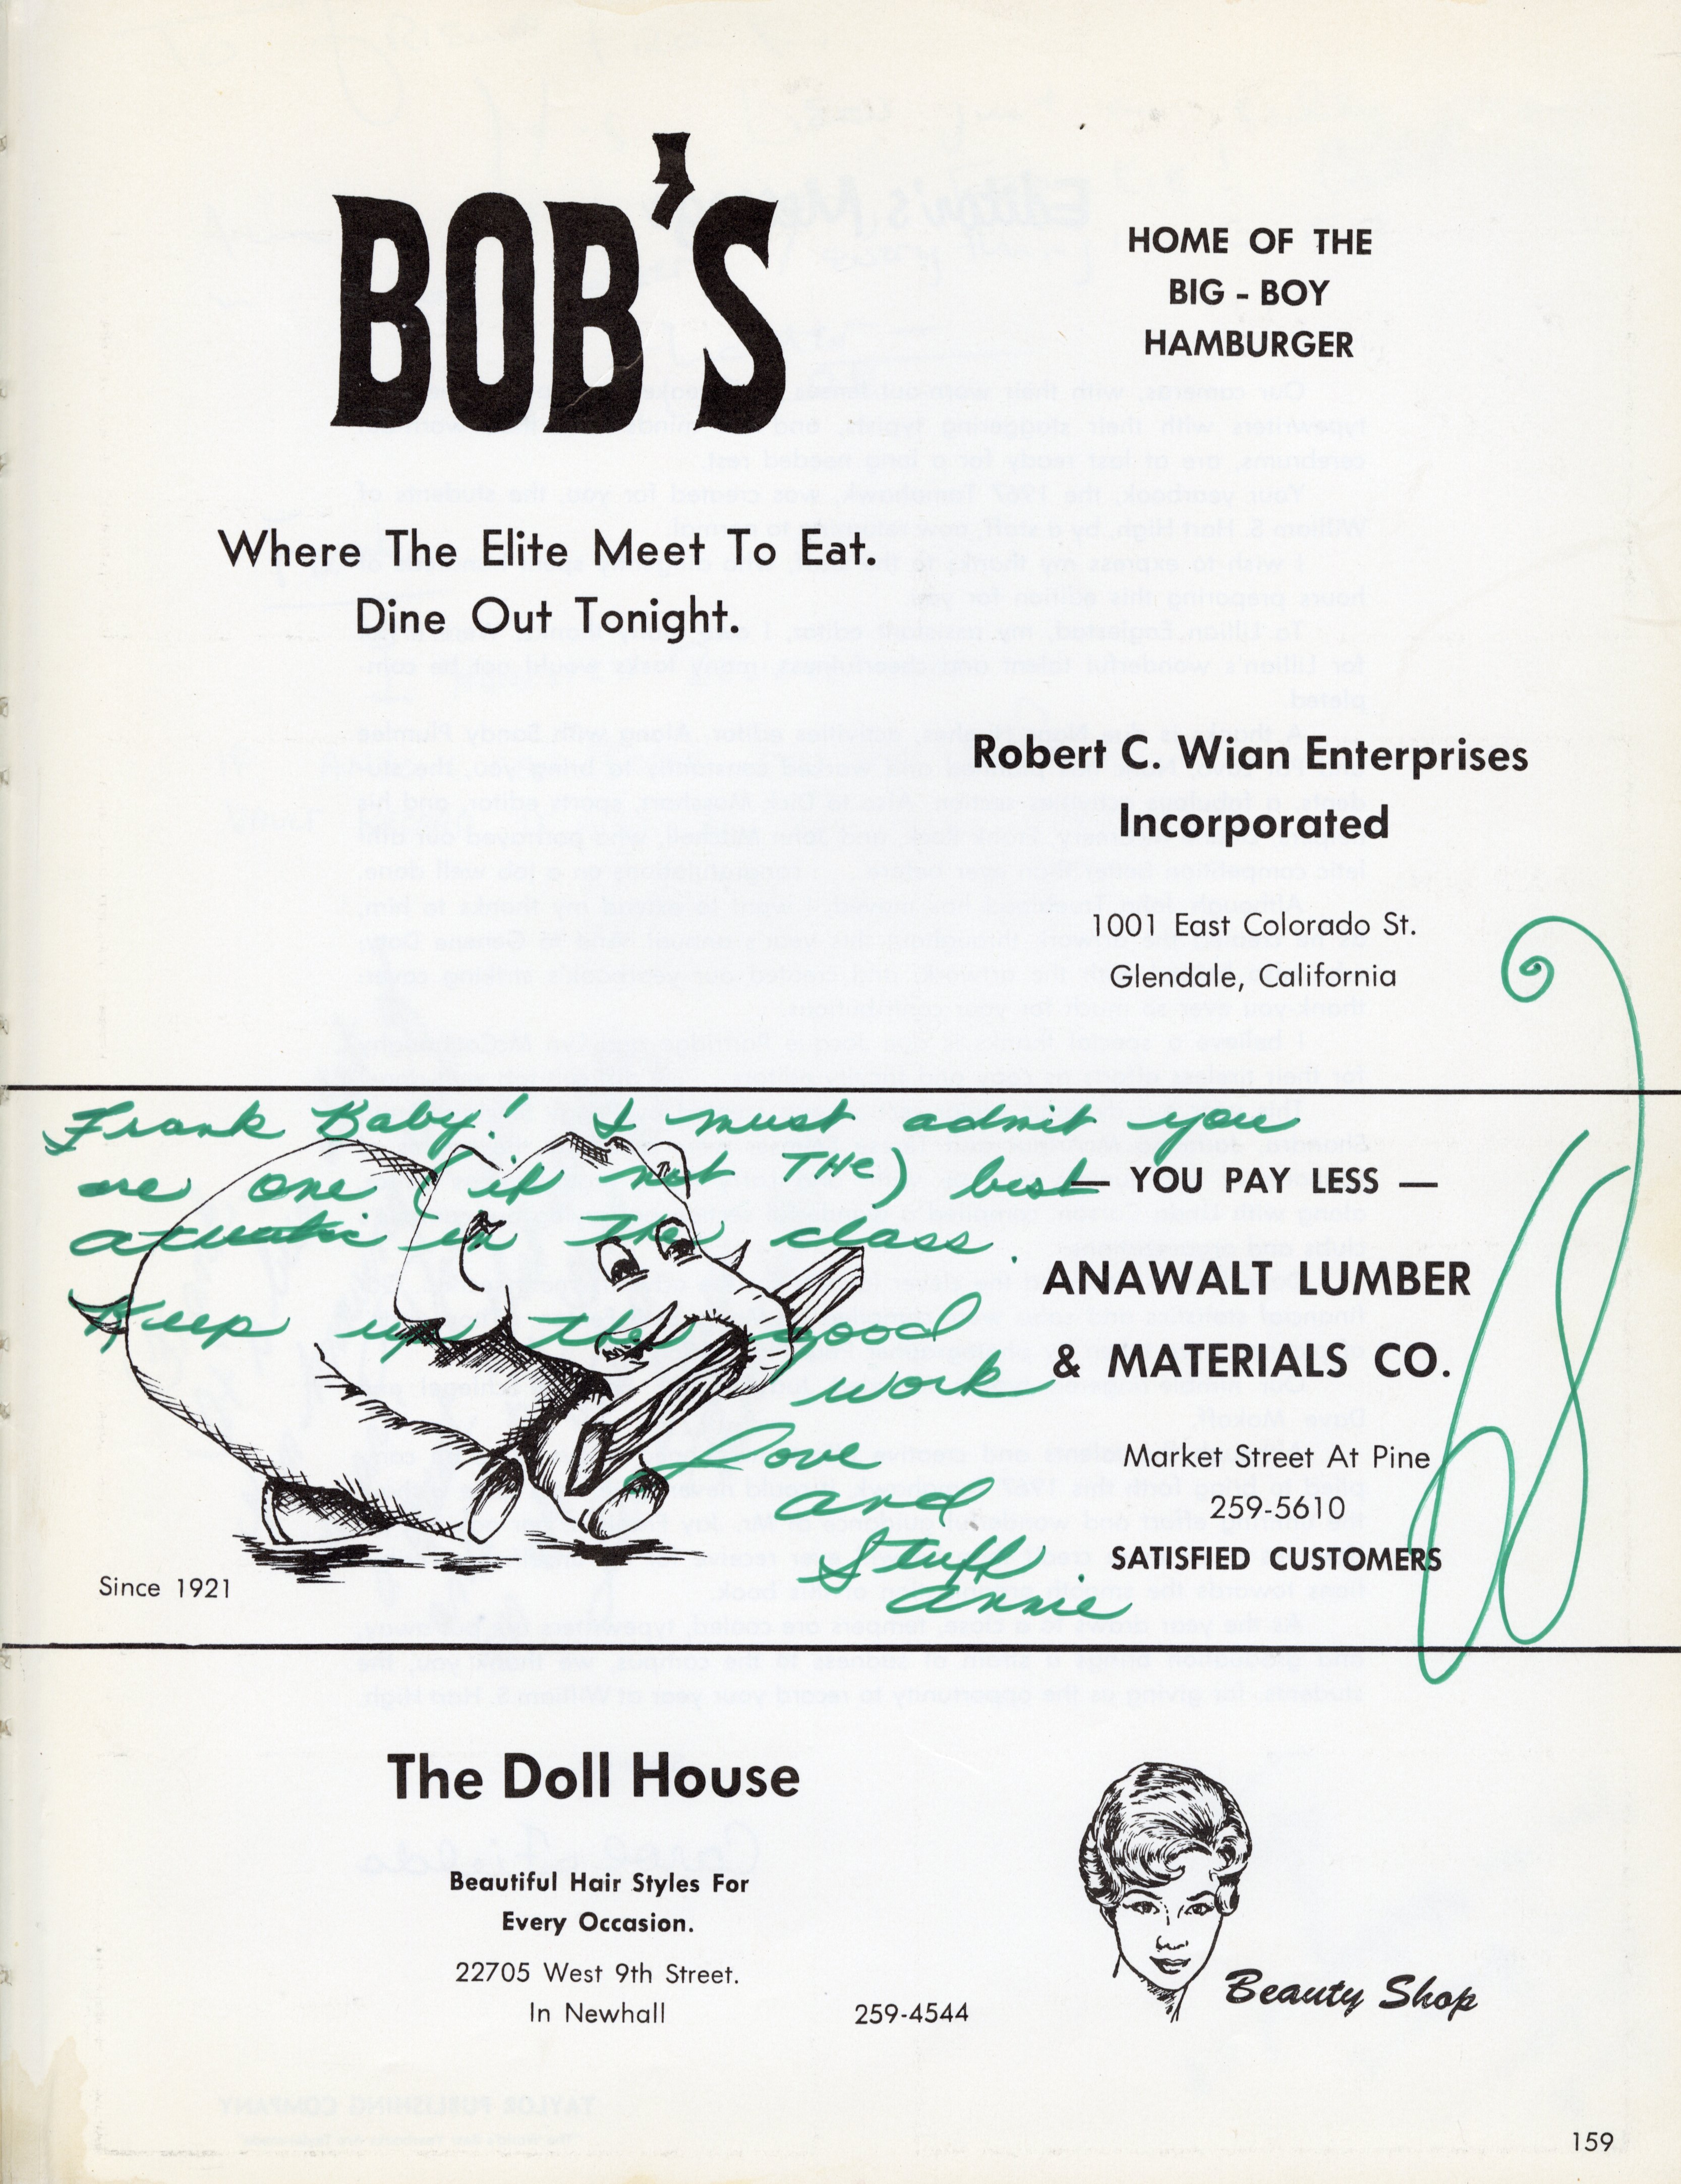 BOB'S
HOME OF THE
BIG - BOY
HAMBURGER
Where The Elite Meet To Eat.
Dine Out Tonight.
Robert C. Wian Enterprises
Incorporated
1001 East Colorado St.
Glendale, California
Frank Baby! I must admit you
are one (if not THE) best
in the class.
Keep up the good
work
Love
and
Stuff
Annie
68
— YOU PAY LESS —
ANAWALT LUMBER
& MATERIALS CO.
Market Street At Pine
259-5610
SATISFIED CUSTOMERS
Since 1921
The Doll House
Beautiful Hair Styles For
Every Occasion.
22705 West 9th Street.
In Newhall
259-4544
Beauty Shop
159